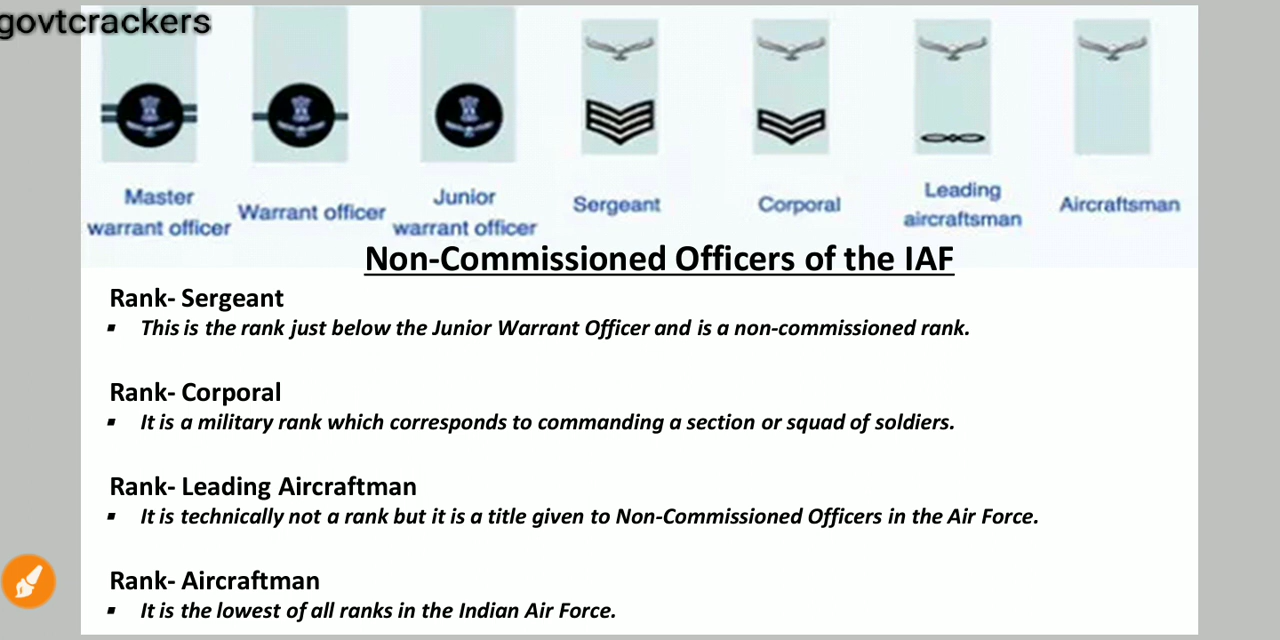 govtcrackers
Master
warrant officer
Warrant officer
Junior
warrant officer
Sergeant
Corporal
Leading
aircraftsman
Aircraftsman
Non-Commissioned Officers of the IAF
Rank- Sergeant
▪ This is the rank just below the Junior Warrant Officer and is a non-commissioned rank.
Rank- Corporal
▪ It is a military rank which corresponds to commanding a section or squad of soldiers.
Rank- Leading Aircraftman
▪ It is technically not a rank but it is a title given to Non-Commissioned Officers in the Air Force.
Rank- Aircraftman
▪ It is the lowest of all ranks in the Indian Air Force.